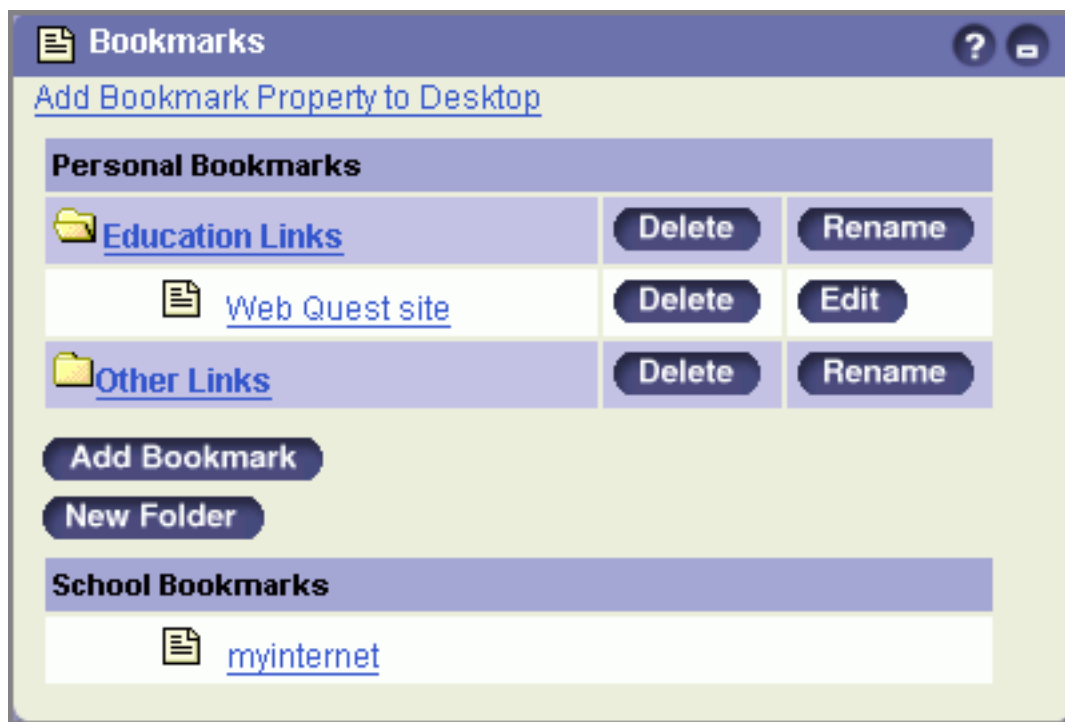 Bookmarks ?
Add Bookmark Property to Desktop
Personal Bookmarks
Education Links Delete Rename
Web Quest site Delete Edit
Other Links Delete Rename
Add Bookmark
New Folder
School Bookmarks
myinternet